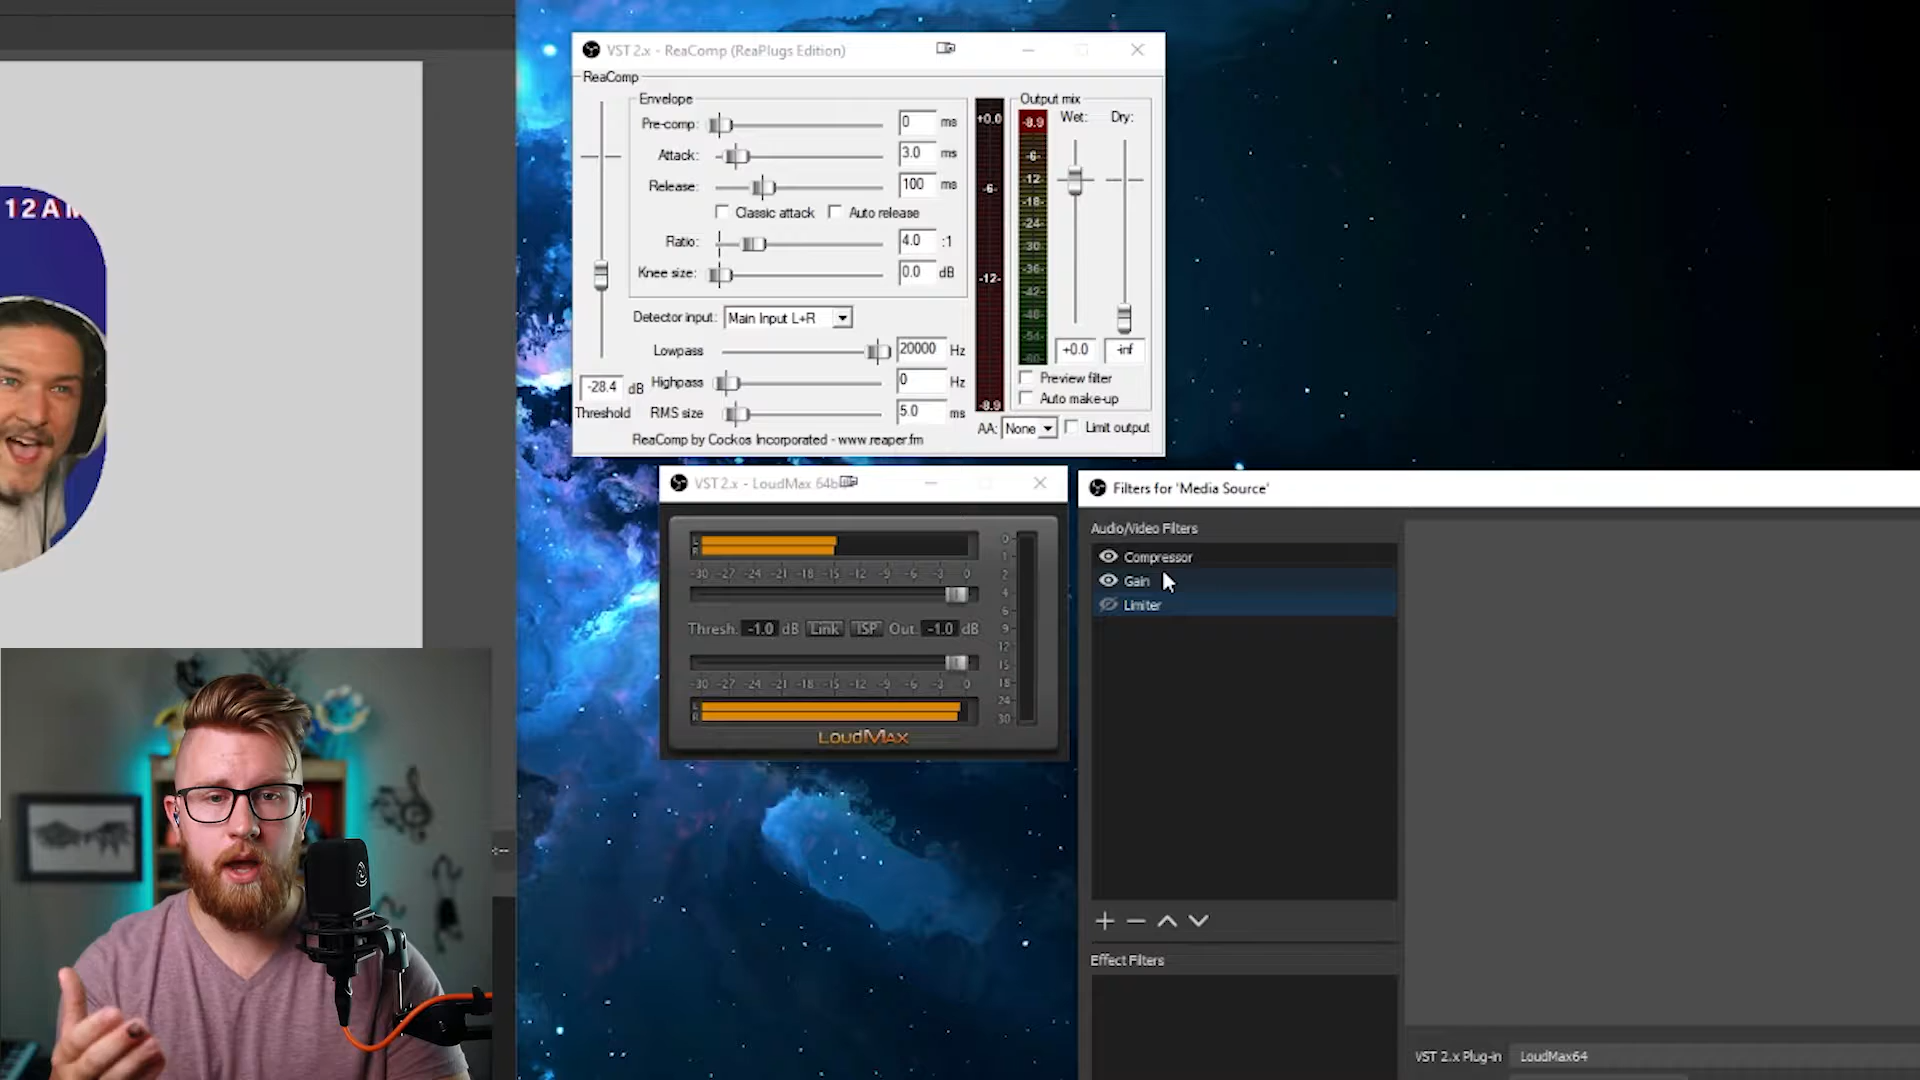 12AM
VST 2.x - ReaComp (ReaPlugs Edition)
ReaComp
Envelope
Pre-comp: 0 ms
Attack: 3.0 ms
Release: 100 ms
Classic attack Auto release
Ratio: 4.0 :1
Knee size: 0.0 dB
Detector input: Main Input L+R
Lowpass 20000 Hz
Highpass 0 Hz
RMS size 5.0 ms
-28.4 dB
Threshold
ReaComp by Cockos Incorporated - www.reaper.fm
+0.0
-6-
-12-
-8.9
Output mix
Wet: Dry:
-8.9
-6-
-12
-18-
-24
30
-36-
-42
-48-
-54-
-60-
+0.0 -inf
Preview filter
Auto make-up
AA: None Limit output
VST 2.x - LoudMax 64bi
L
R
-30 -27 -24 -21 -18 -15 -12 -9 -6 -3 0
Thresh. -1.0 dB Link ISP Out. -1.0 dB
-30 -27 -24 -21 -18 -15 -12 -9 -6 -3 0
L
R
LoudMax
0
1
2
4
6
9
12
15
18
24
30
Filters for 'Media Source'
Audio/Video Filters
Compressor
Gain
Limiter
Effect Filters
VST 2.x Plug-in LoudMax64